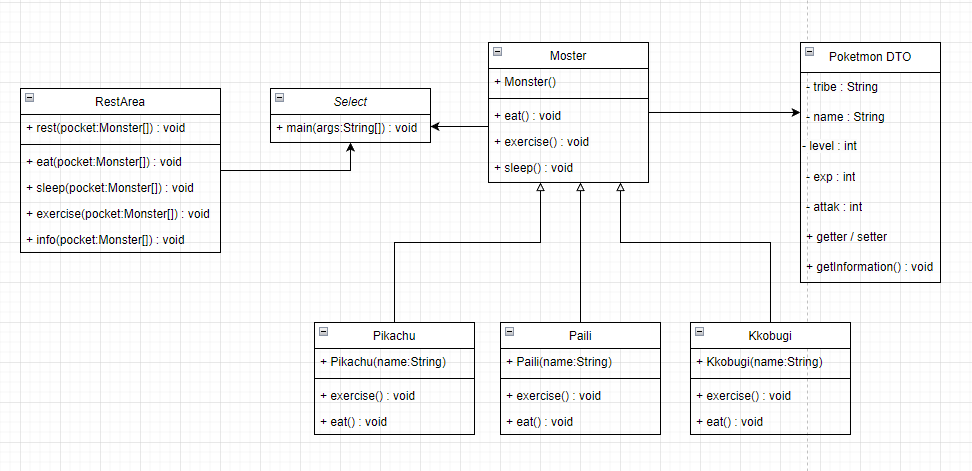 RestArea
+ rest(pocket:Monster[]) : void
+ eat(pocket:Monster[]) : void
+ sleep(pocket:Monster[]) : void
+ exercise(pocket:Monster[]) : void
+ info(pocket:Monster[]) : void
Select
+ main(args:String[]) : void
Moster
+ Monster()
+ eat() : void
+ exercise() : void
+ sleep() : void
Poketmon DTO
- tribe : String
- name : String
- level : int
- exp : int
- attak : int
+ getter / setter
+ getInformation() : void
Pikachu
+ Pikachu(name:String)
+ exercise() : void
+ eat() : void
Paili
+ Paili(name:String)
+ exercise() : void
+ eat() : void
Kkobugi
+ Kkobugi(name:String)
+ exercise() : void
+ eat() : void